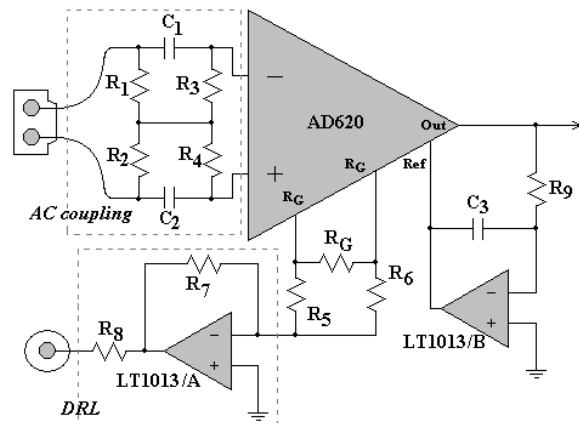 C1
R1
R3
R2
R4
AC coupling
C2
−
+
AD620
Out
RG
Ref
RG
RG
R9
C3
R5
R6
R7
R8
−
+
LT1013/A
DRL
−
+
LT1013/B